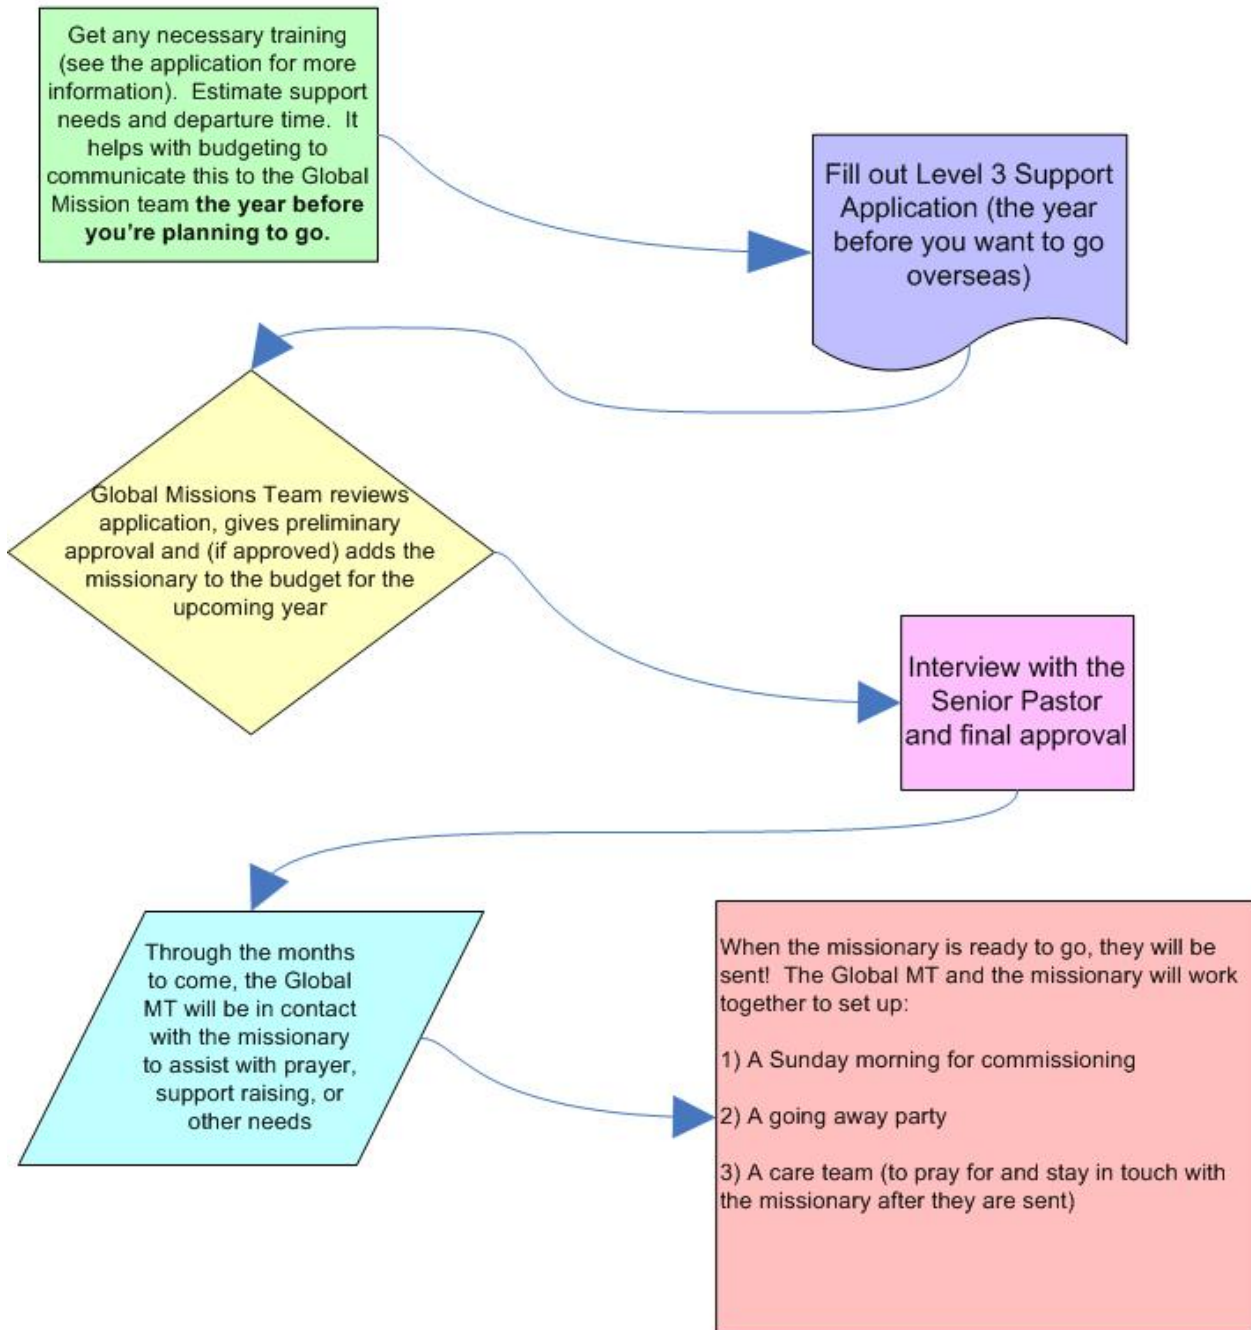 Get any necessary training
(see the application for more
information).  Estimate support
needs and departure time.  It
helps with budgeting to
communicate this to the Global
Mission team the year before
you're planning to go.
Fill out Level 3 Support
Application (the year
before you want to go
overseas)
Global Missions Team reviews
application, gives preliminary
approval and (if approved) adds the
missionary to the budget for the
upcoming year
Interview with the
Senior Pastor
and final approval
Through the months
to come, the Global
MT will be in contact
with the missionary
to assist with prayer,
support raising, or
other needs
When the missionary is ready to go, they will be
sent!  The Global MT and the missionary will work
together to set up:
1) A Sunday morning for commissioning
2) A going away party
3) A care team (to pray for and stay in touch with
the missionary after they are sent)